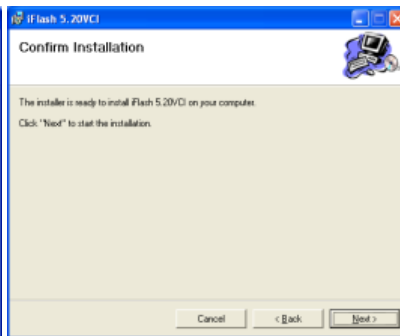 iFlash 5.20VCI
Confirm Installation
The installer is ready to install iFlash 5.20VCI on your computer.
Click "Next" to start the installation.
Cancel
< Back
Next >